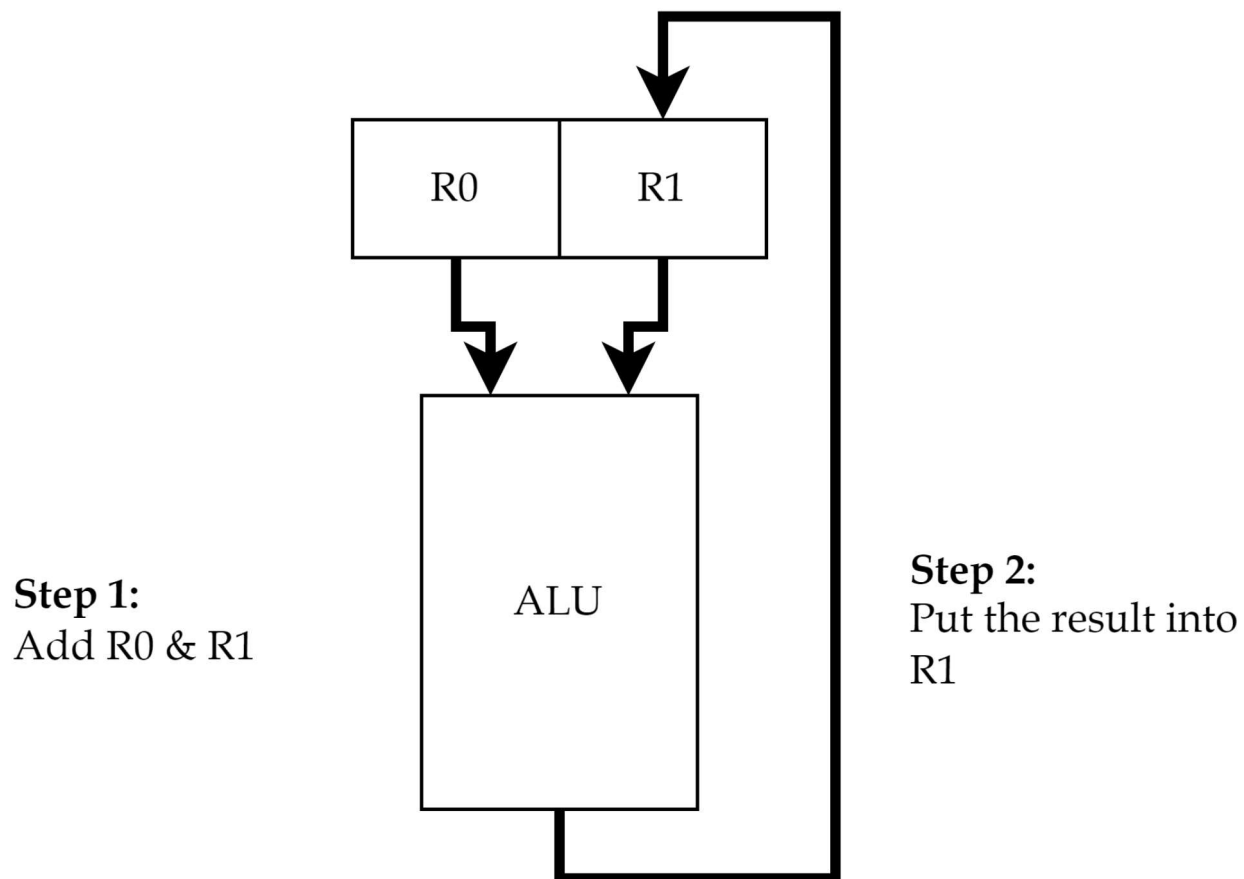 R0
R1
ALU
Step 1:
Add R0 & R1
Step 2:
Put the result into
R1